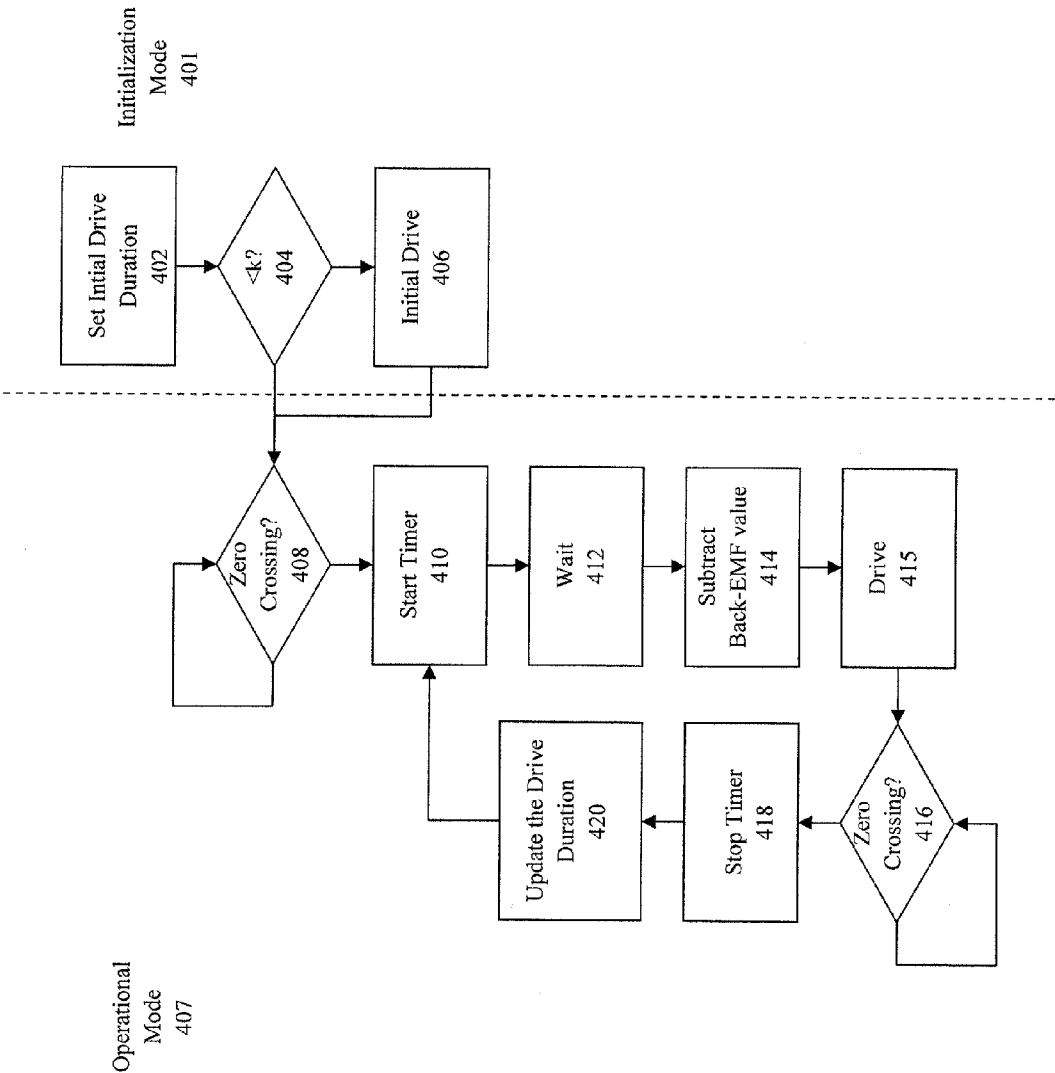 Initialization
Mode
401
Set Intial Drive
Duration
402
<k?
404
Initial Drive
406
Operational
Mode
407
Zero
Crossing?
408
Start Timer
410
Wait
412
Subtract
Back-EMF value
414
Drive
415
Zero
Crossing?
416
Stop Timer
418
Update the Drive
Duration
420